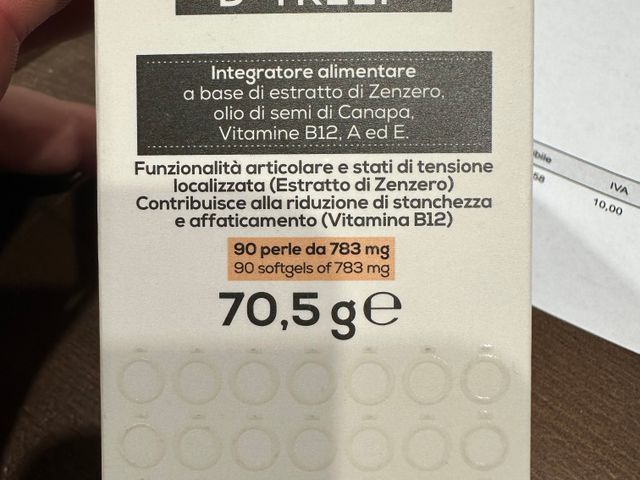 Integratore alimentare
a base di estratto di Zenzero,
olio di semi di Canapa,
Vitamine B12, A ed E.
Funzionalità articolare e stati di tensione
localizzata (Estratto di Zenzero)
Contribuisce alla riduzione di stanchezza
e affaticamento (Vitamina B12)
90 perle da 783 mg
90 softgels of 783 mg
70,5 g ℮
IVA
58
10,00